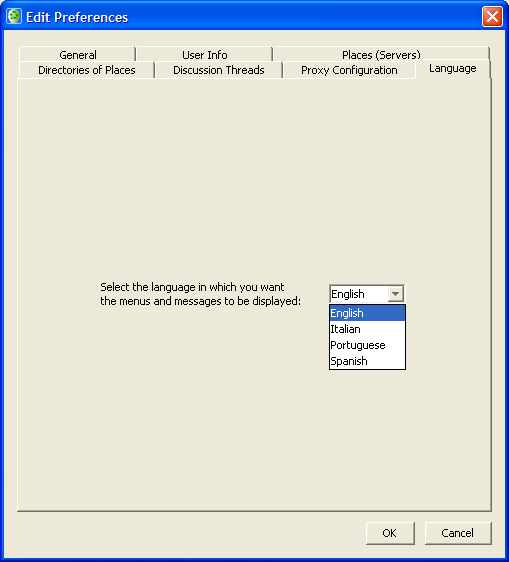 Edit Preferences
General User Info Places (Servers)
Directories of Places Discussion Threads Proxy Configuration Language
Select the language in which you want
the menus and messages to be displayed:
English
English
Italian
Portuguese
Spanish
OK Cancel